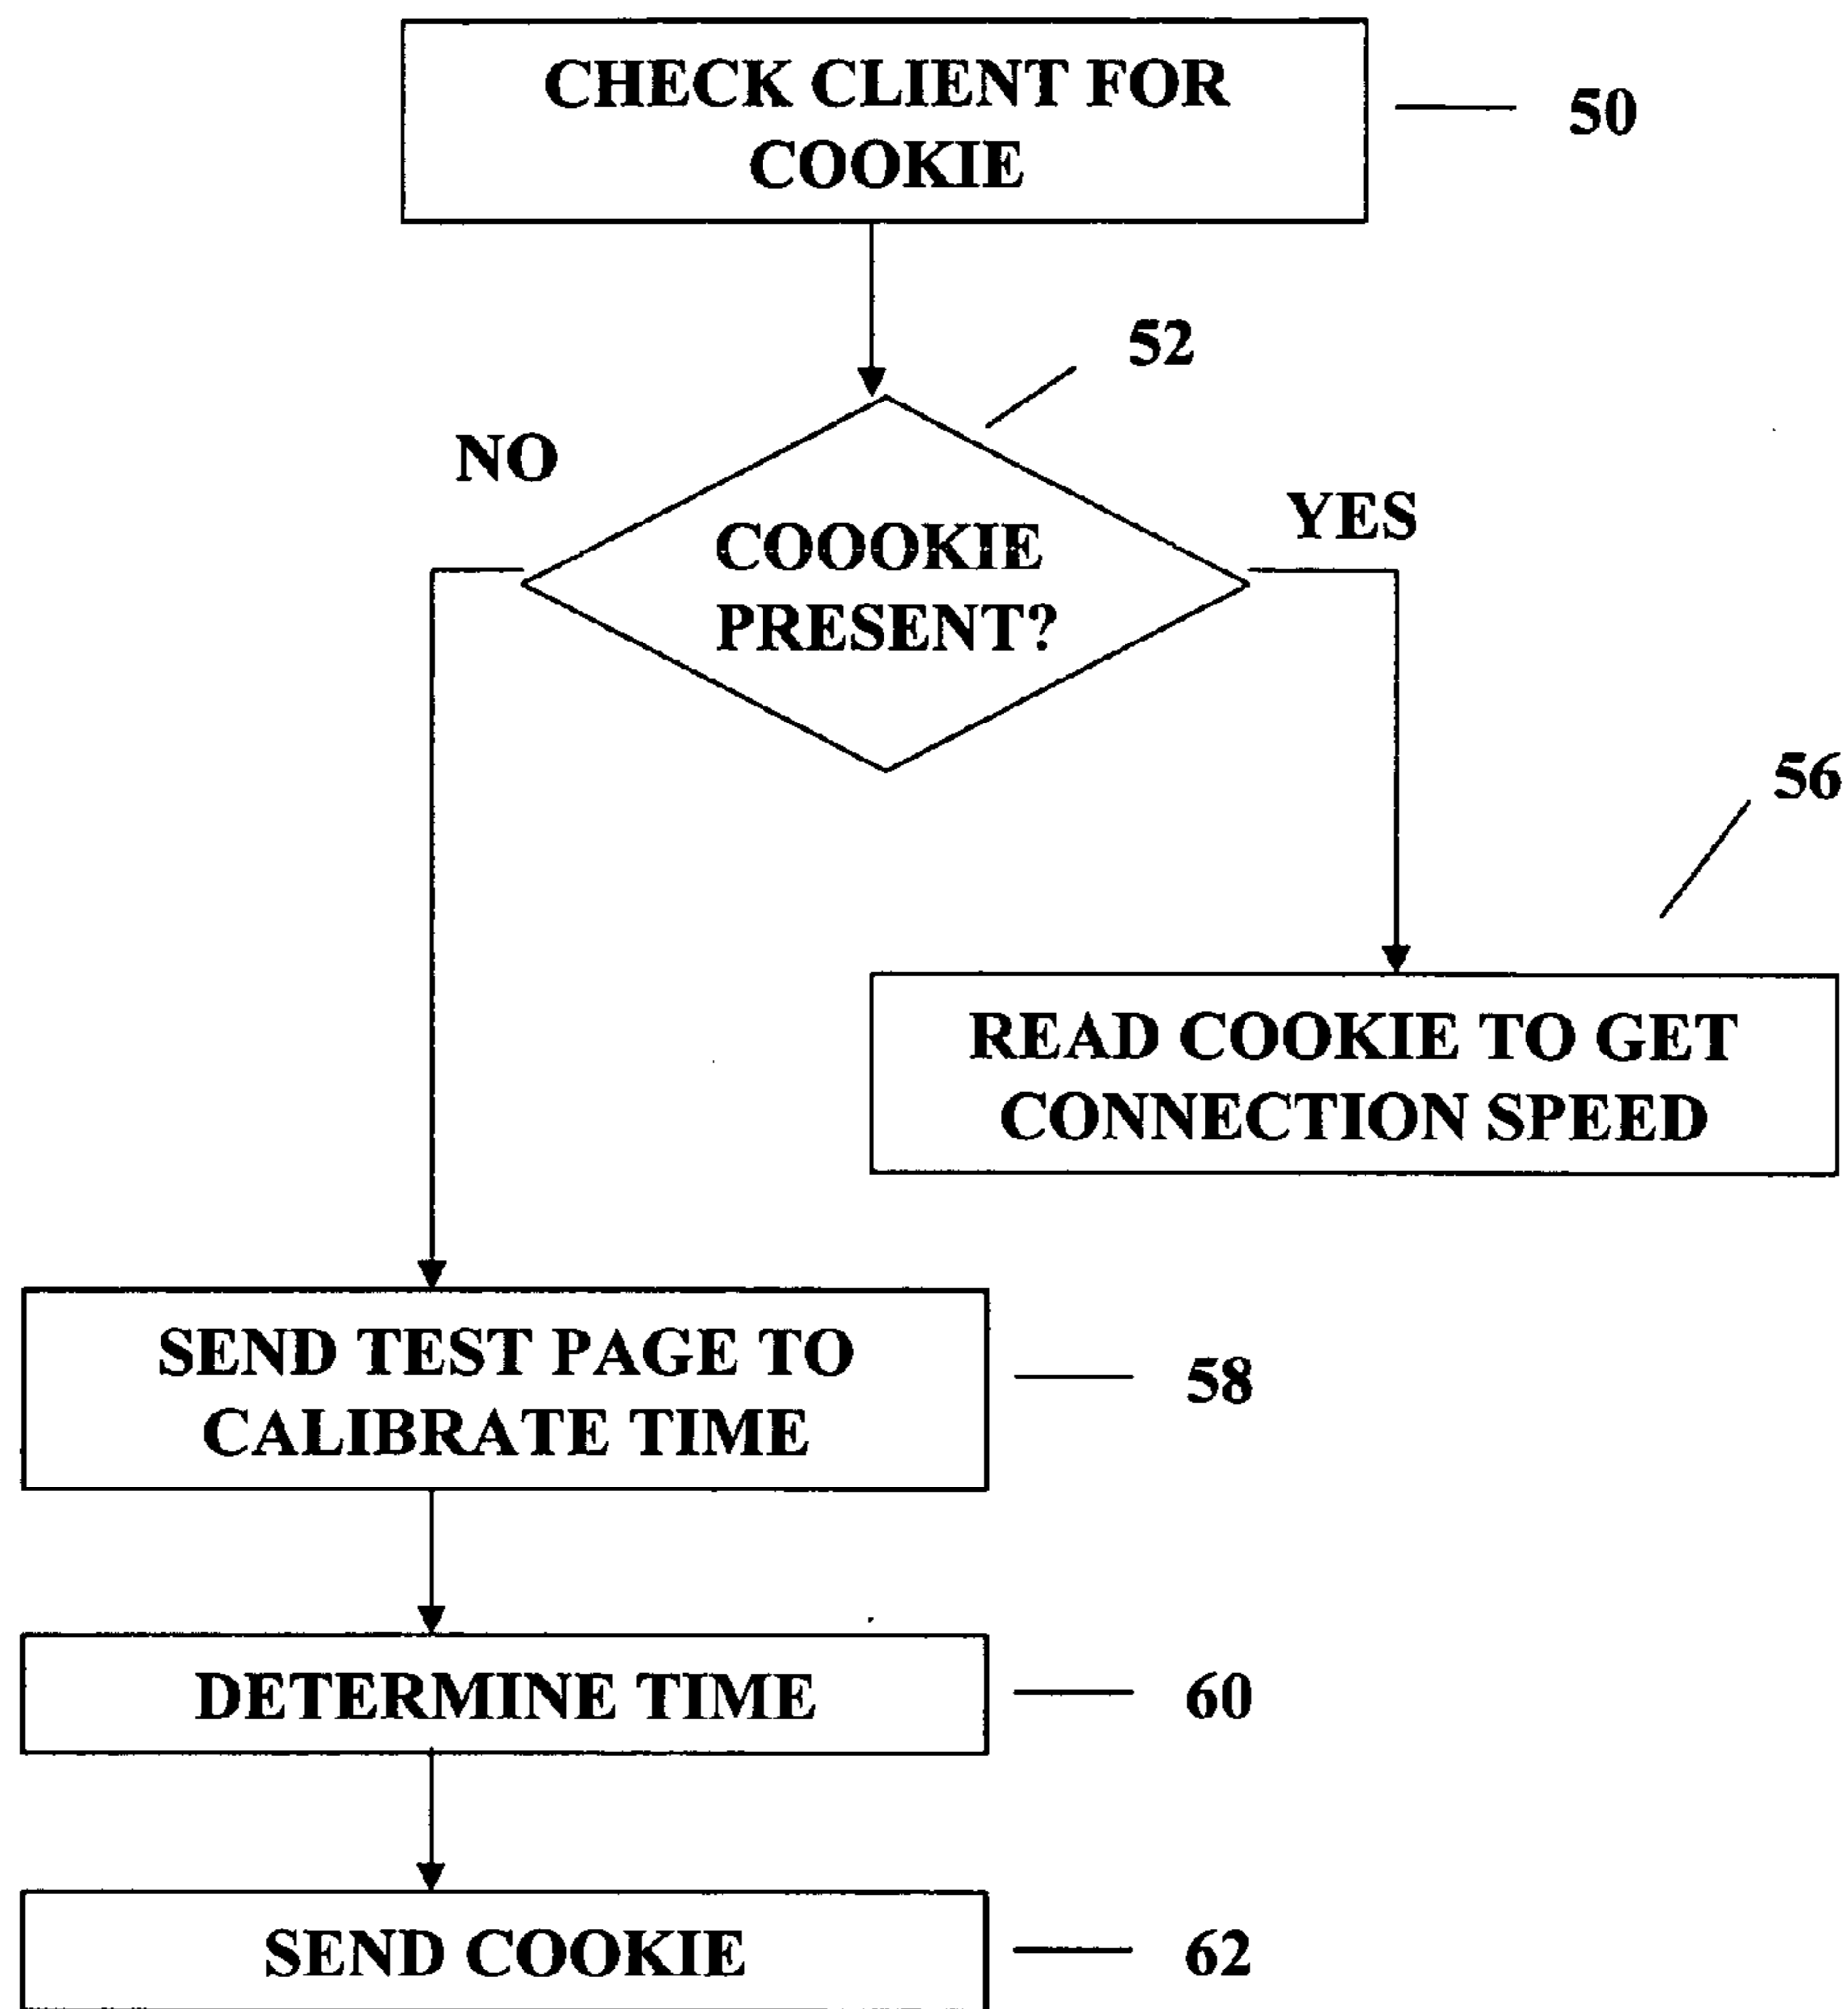 CHECK CLIENT FOR
COOKIE
50
52
NO
YES
COOOKIE
PRESENT?
56
READ COOKIE TO GET
CONNECTION SPEED
SEND TEST PAGE TO
CALIBRATE TIME
58
DETERMINE TIME
60
SEND COOKIE
62